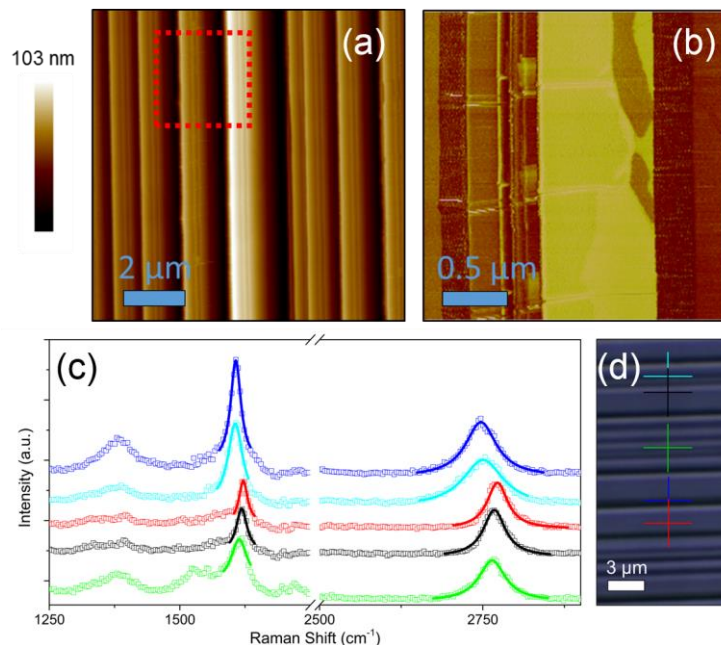 103 nm
(a)
2 µm
(b)
0.5 µm
(c)
Intensity (a.u.)
1250
1500
2500
2750
Raman Shift (cm⁻¹)
(d)
3 µm